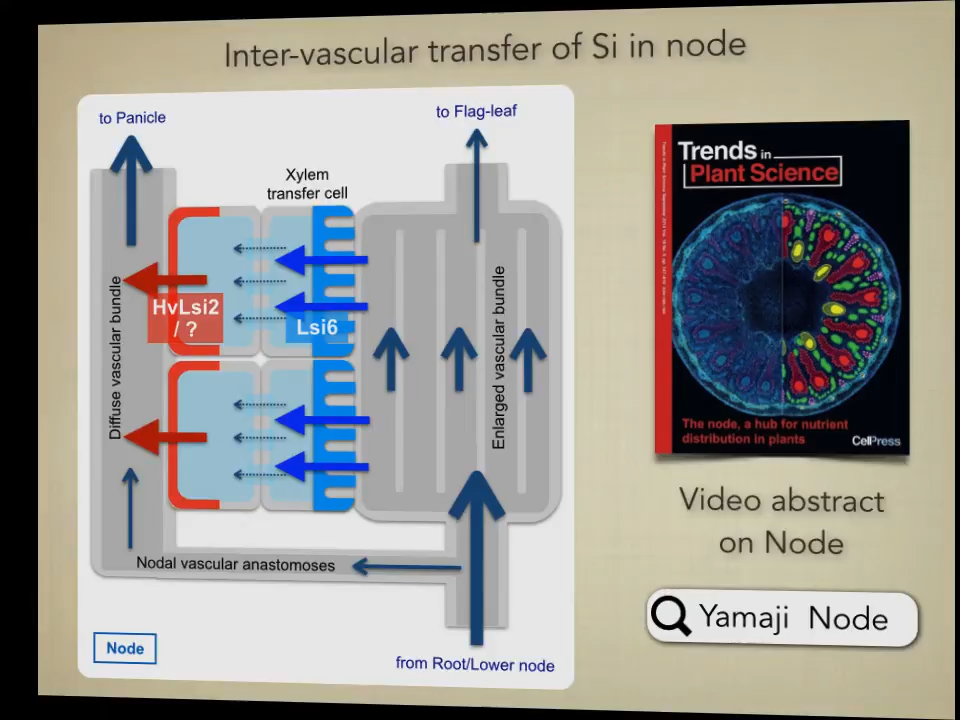 Inter-vascular transfer of Si in node
to Panicle
to Flag-leaf
Xylem
transfer cell
Diffuse vascular bundle
HvLsi2
/ ?
Lsi6
Enlarged vascular bundle
Nodal vascular anastomoses
Node
from Root/Lower node
Trends in
Plant Science
The node, a hub for nutrient
distribution in plants
CellPress
Video abstract
on Node
Yamaji Node